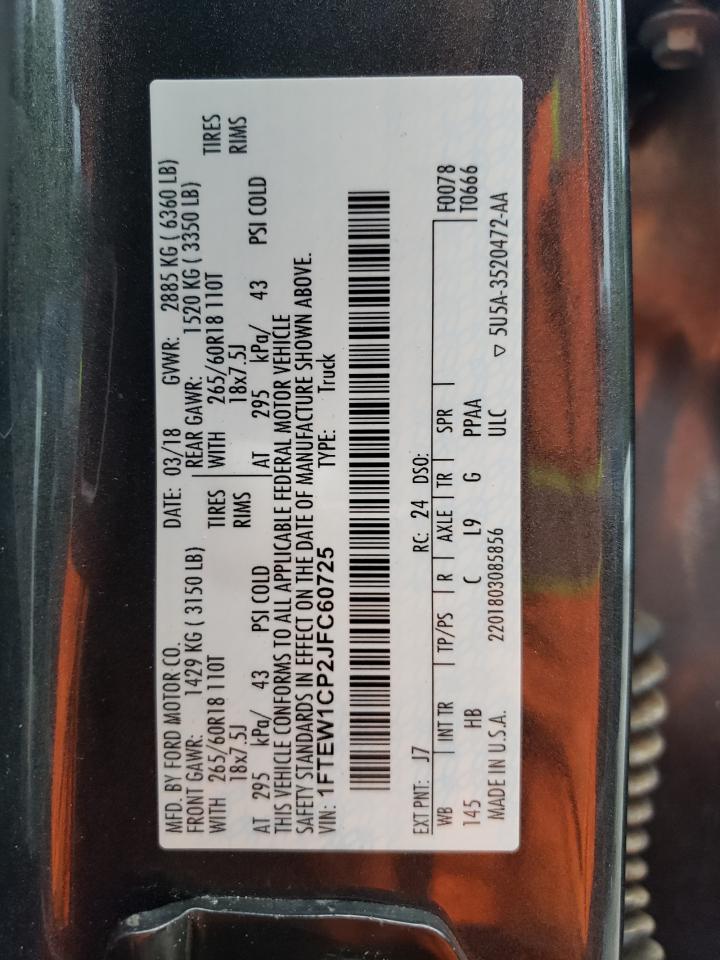 MFD. BY FORD MOTOR CO. DATE: 03/18 GVWR: 2885 KG ( 6360 LB)
FRONT GAWR: 1429 KG ( 3150 LB) REAR GAWR: 1520 KG ( 3350 LB)
WITH 265/60R18 110T TIRES WITH 265/60R18 110T TIRES
18x7.5J RIMS 18x7.5J RIMS
AT 295 kPa/ 43 PSI COLD AT 295 kPa/ 43 PSI COLD
THIS VEHICLE CONFORMS TO ALL APPLICABLE FEDERAL MOTOR VEHICLE
SAFETY STANDARDS IN EFFECT ON THE DATE OF MANUFACTURE SHOWN ABOVE.
VIN: 1FTEW1CP2JFC60725 TYPE: Truck
EXT PNT: J7 RC: 24 DSO: F0078
WB INT TR TP/PS R AXLE TR SPR T0666
145 HB C L9 G PPAA
MADE IN U.S.A. 2201803085856 ULC ▽ 5U5A-3520472-AA